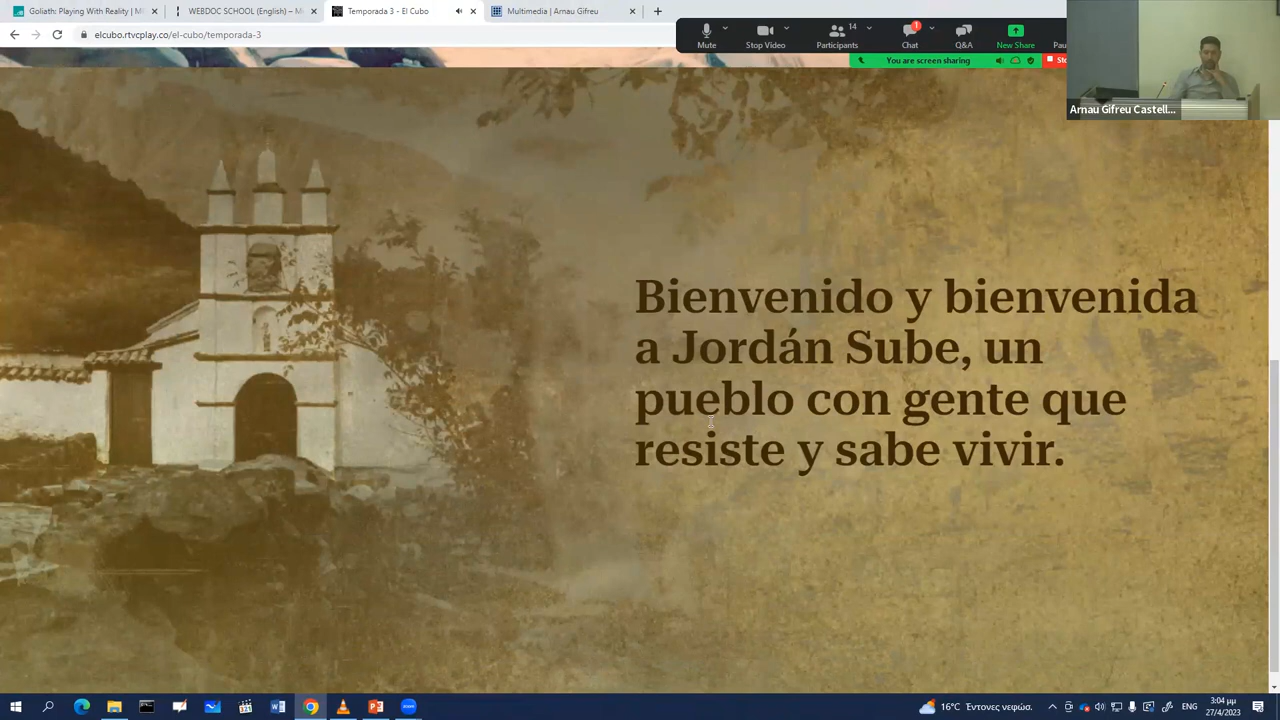 Goliath: Playing With Reality | M
WEBDOC SCHOOL (English) – M
Temporada 3 - El Cubo
Multimedia | Arnau Gifreu
elcubo.rtvcplay.co/el-cubo/temporada-3
14
1
Mute
Stop Video
Participants
Chat
Q&A
New Share
Pau
You are screen sharing
Sto
Arnau Gifreu Castell...
Bienvenido y bienvenida
a Jordán Sube, un
pueblo con gente que
resiste y sabe vivir.
16°C Έντονες νεφώσ.
ENG
3:04 μμ
27/4/2023